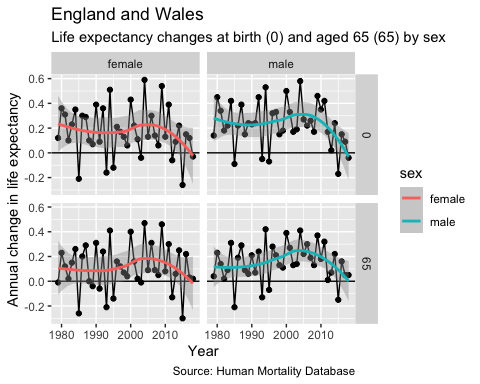 England and Wales
Life expectancy changes at birth (0) and aged 65 (65) by sex
female male
0.6
0.4
0.2
0.0
-0.2
0
0.6
0.4
0.2
0.0
-0.2
65
Annual change in life expectancy
1980 1990 2000 2010 1980 1990 2000 2010
Year
sex
female
male
Source: Human Mortality Database